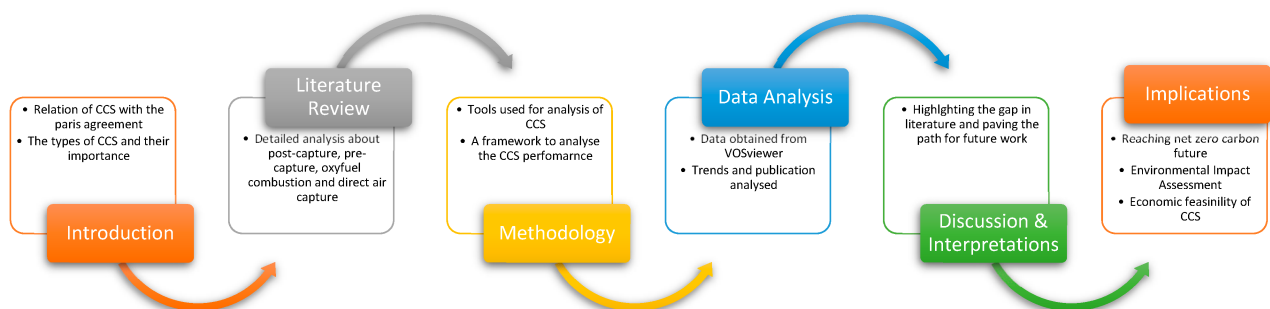 • Relation of CCS with the
paris agreement
• The types of CCS and their
importance
Introduction
Literature
Review
• Detailed analysis about
post-capture, pre-
capture, oxyfuel
combustion and direct air
capture
• Tools used for analysis of
CCS
• A framework to analyse
the CCS perfomarnce
Methodology
Data Analysis
• Data obtained from
VOSviewer
• Trends and publication
analysed
• Highlghting the gap in
literature and paving the
path for future work
Discussion &
Interpretations
Implications
• Reaching net zero carbon
future
• Environmental Impact
Assessment
• Economic feasinility of
CCS